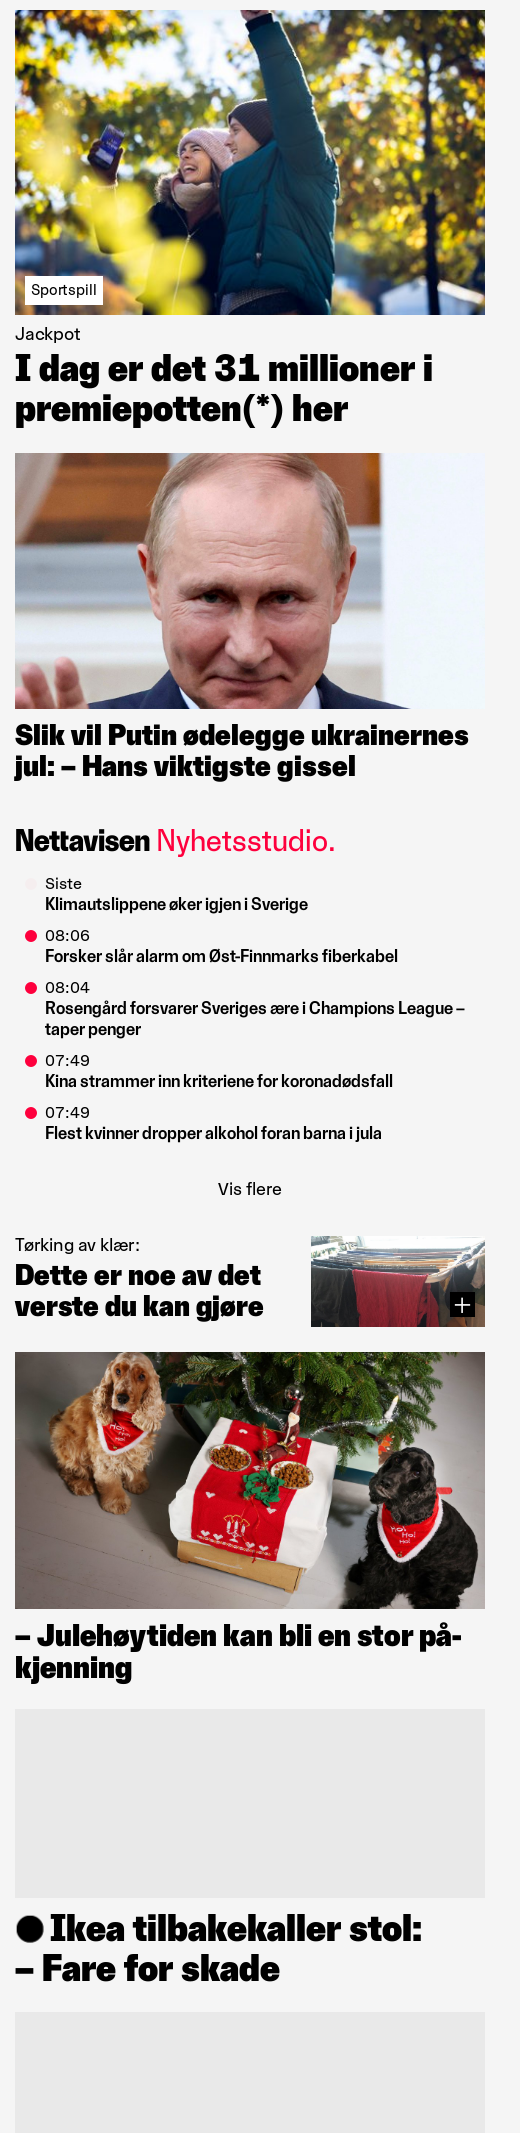 Sportspill
Jackpot
I dag er det 31 millioner i
premiepotten(*) her
Slik vil Putin ødelegge ukrainernes
jul: – Hans viktigste gissel
Nettavisen Nyhetsstudio.
Siste
Klimautslippene øker igjen i Sverige
08:06
Forsker slår alarm om Øst-Finnmarks fiberkabel
08:04
Rosengård forsvarer Sveriges ære i Champions League –
taper penger
07:49
Kina strammer inn kriteriene for koronadødsfall
07:49
Flest kvinner dropper alkohol foran barna i jula
Vis flere
Tørking av klær:
Dette er noe av det
verste du kan gjøre
HO! HO! HO!
HO! HO! HO!
– Julehøytiden kan bli en stor på-
kjenning
Ikea tilbakekaller stol:
– Fare for skade